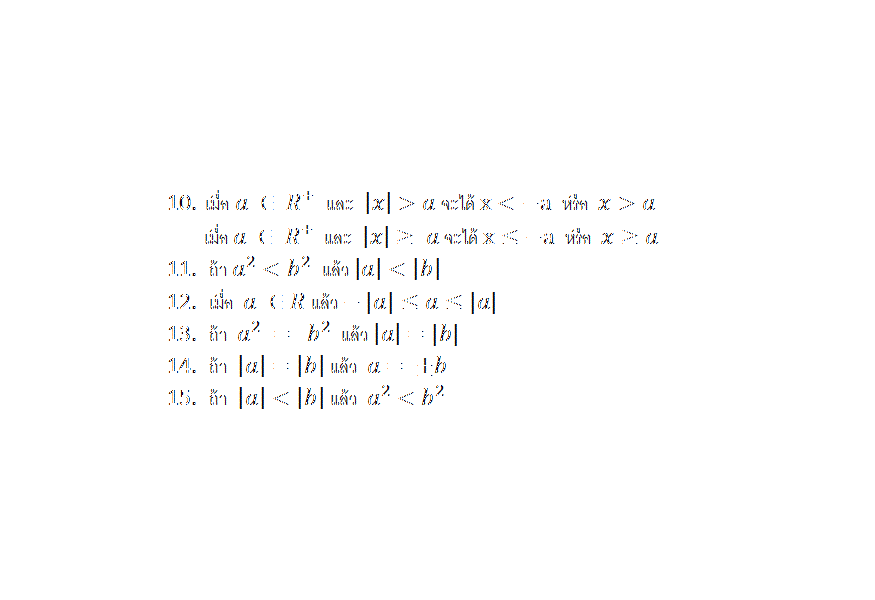 10. เมื่อ a ∈ R⁺ และ |x| > a จะได้ x < −a หรือ x > a
เมื่อ a ∈ R⁺ และ |x| ≥ a จะได้ x ≤ −a หรือ x ≥ a
11. ถ้า a² < b² แล้ว |a| < |b|
12. เมื่อ a ∈ R แล้ว −|a| ≤ a ≤ |a|
13. ถ้า a² = b² แล้ว |a| = |b|
14. ถ้า |a| = |b| แล้ว a = ±b
15. ถ้า |a| < |b| แล้ว a² < b²